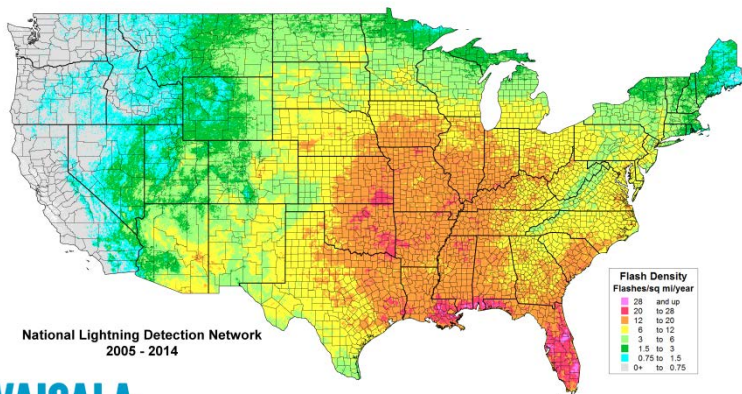 National Lightning Detection Network
2005 - 2014
Flash Density
Flashes/sq mi/year
28 and up
20 to 28
12 to 20
6 to 12
3 to 6
1.5 to 3
0.75 to 1.5
0+ to 0.75
VAISALA